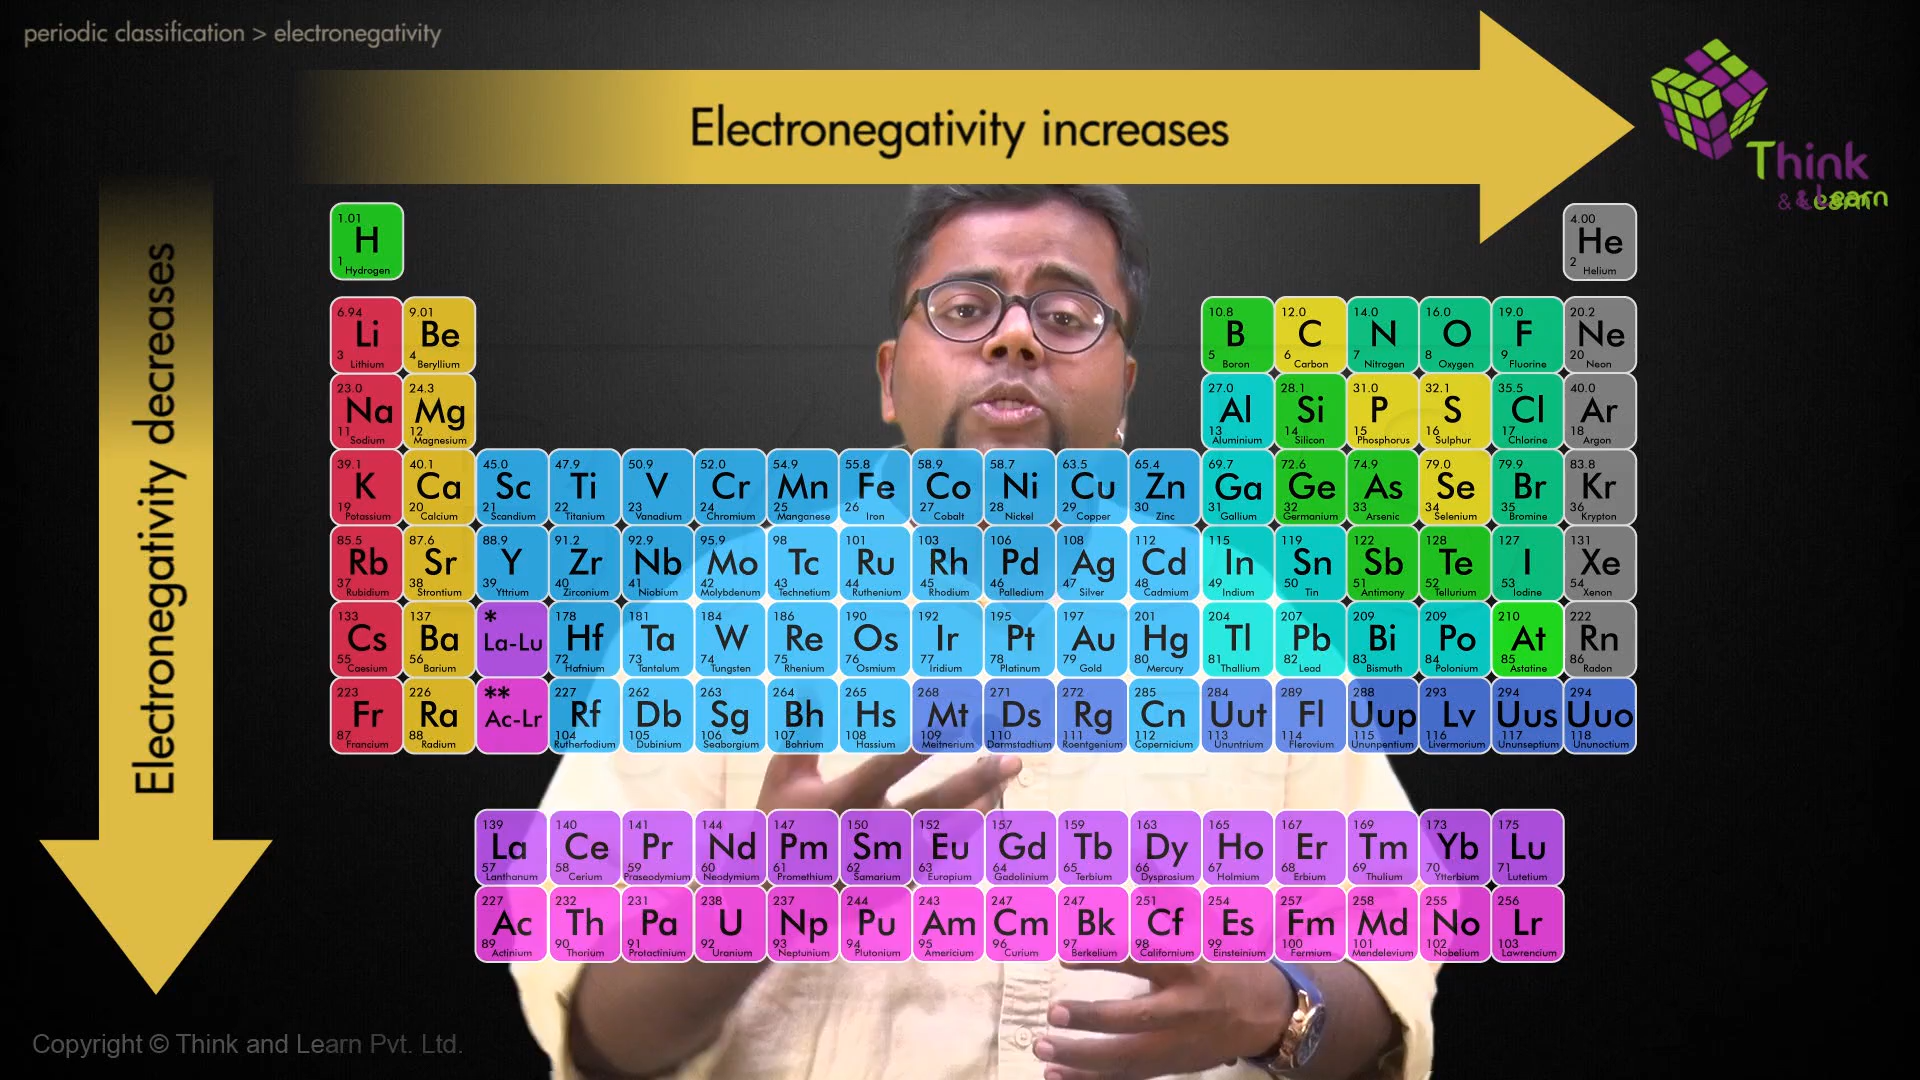 periodic classification > electronegativity
Electronegativity increases
Think
& Learn
Electronegativity decreases
1.01 H 1 Hydrogen
4.00 He 2 Helium
6.94 Li 3 Lithium
9.01 Be 4 Beryllium
10.8 B 5 Boron
12.0 C 6 Carbon
14.0 N 7 Nitrogen
16.0 O 8 Oxygen
19.0 F 9 Fluorine
20.2 Ne 20 Neon
23.0 Na 11 Sodium
24.3 Mg 12 Magnesium
27.0 Al 13 Aluminium
28.1 Si 14 Silicon
31.0 P 15 Phosphorus
32.1 S 16 Sulphur
35.5 Cl 17 Chlorine
40.0 Ar 18 Argon
39.1 K 19 Potassium
40.1 Ca 20 Calcium
45.0 Sc 21 Scandium
47.9 Ti 22 Titanium
50.9 V 23 Vanadium
52.0 Cr 24 Chromium
54.9 Mn 25 Manganese
55.8 Fe 26 Iron
58.9 Co 27 Cobalt
58.7 Ni 28 Nickel
63.5 Cu 29 Copper
65.4 Zn 30 Zinc
69.7 Ga 31 Gallium
72.6 Ge 32 Germanium
74.9 As 33 Arsenic
79.0 Se 34 Selenium
79.9 Br 35 Bromine
83.8 Kr 36 Krypton
85.5 Rb 37 Rubidium
87.6 Sr 38 Strontium
88.9 Y 39 Yttrium
91.2 Zr 40 Zirconium
92.9 Nb 41 Niobium
95.9 Mo 42 Molybdenum
98 Tc 43 Technetium
101 Ru 44 Ruthenium
103 Rh 45 Rhodium
106 Pd 46 Palledium
108 Ag 47 Silver
112 Cd 48 Cadmium
115 In 49 Indium
119 Sn 50 Tin
122 Sb 51 Antimony
128 Te 52 Tellurium
127 I 53 Iodine
131 Xe 54 Xenon
133 Cs 55 Caesium
137 Ba 56 Barium
* La-Lu
178 Hf 72 Hafnium
181 Ta 73 Tantalum
184 W 74 Tungsten
186 Re 75 Rhenium
190 Os 76 Osmium
192 Ir 77 Iridium
195 Pt 78 Platinum
197 Au 79 Gold
201 Hg 80 Mercury
204 Tl 81 Thallium
207 Pb 82 Lead
209 Bi 83 Bismuth
209 Po 84 Polonium
210 At 85 Astatine
222 Rn 86 Radon
223 Fr 87 Francium
226 Ra 88 Radium
** Ac-Lr
227 Rf 104 Rutherfodium
262 Db 105 Dubinium
263 Sg 106 Seaborgium
264 Bh 107 Bohrium
265 Hs 108 Hassium
268 Mt 109 Meitnerium
271 Ds 110 Darmstadtium
272 Rg 111 Roentgenium
285 Cn 112 Copernicium
284 Uut 113 Ununtrium
289 Fl 114 Flerovium
288 Uup 115 Ununpentium
293 Lv 116 Livermorium
294 Uus 117 Ununseptium
294 Uuo 118 Ununoctium
139 La 57 Lanthanum
140 Ce 58 Cerium
141 Pr 59 Praseodymium
144 Nd 60 Neodymium
147 Pm 61 Promethium
150 Sm 62 Samarium
152 Eu 63 Europium
157 Gd 64 Gadolinium
159 Tb 65 Terbium
163 Dy 66 Dysprosium
165 Ho 67 Holmium
167 Er 68 Erbium
169 Tm 69 Thulium
173 Yb 70 Ytterbium
175 Lu 71 Lutetium
227 Ac 89 Actinium
232 Th 90 Thorium
231 Pa 91 Protactinium
238 U 92 Uranium
237 Np 93 Neptunium
244 Pu 94 Plutonium
243 Am 95 Americium
247 Cm 96 Curium
247 Bk 97 Berkelium
251 Cf 98 Californium
254 Es 99 Einsteinium
257 Fm 100 Fermium
258 Md 101 Mendelevium
255 No 102 Nobelium
256 Lr 103 Lawrencium
Copyright © Think and Learn Pvt. Ltd.